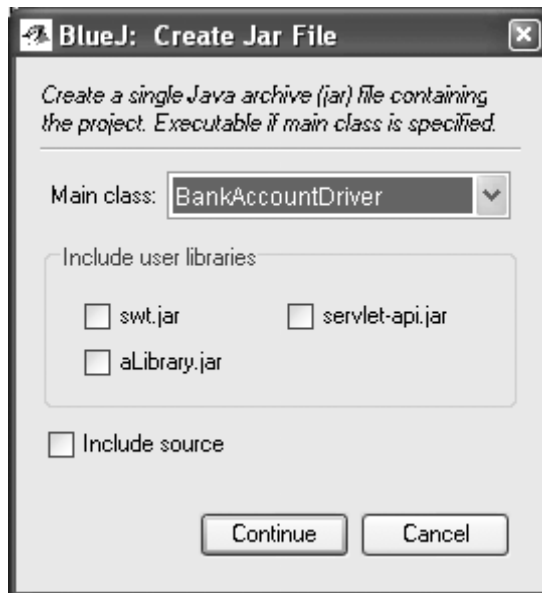 BlueJ: Create Jar File
Create a single Java archive (jar) file containing
the project. Executable if main class is specified.
Main class: BankAccountDriver
Include user libraries
swt.jar servlet-api.jar
aLibrary.jar
Include source
Continue Cancel